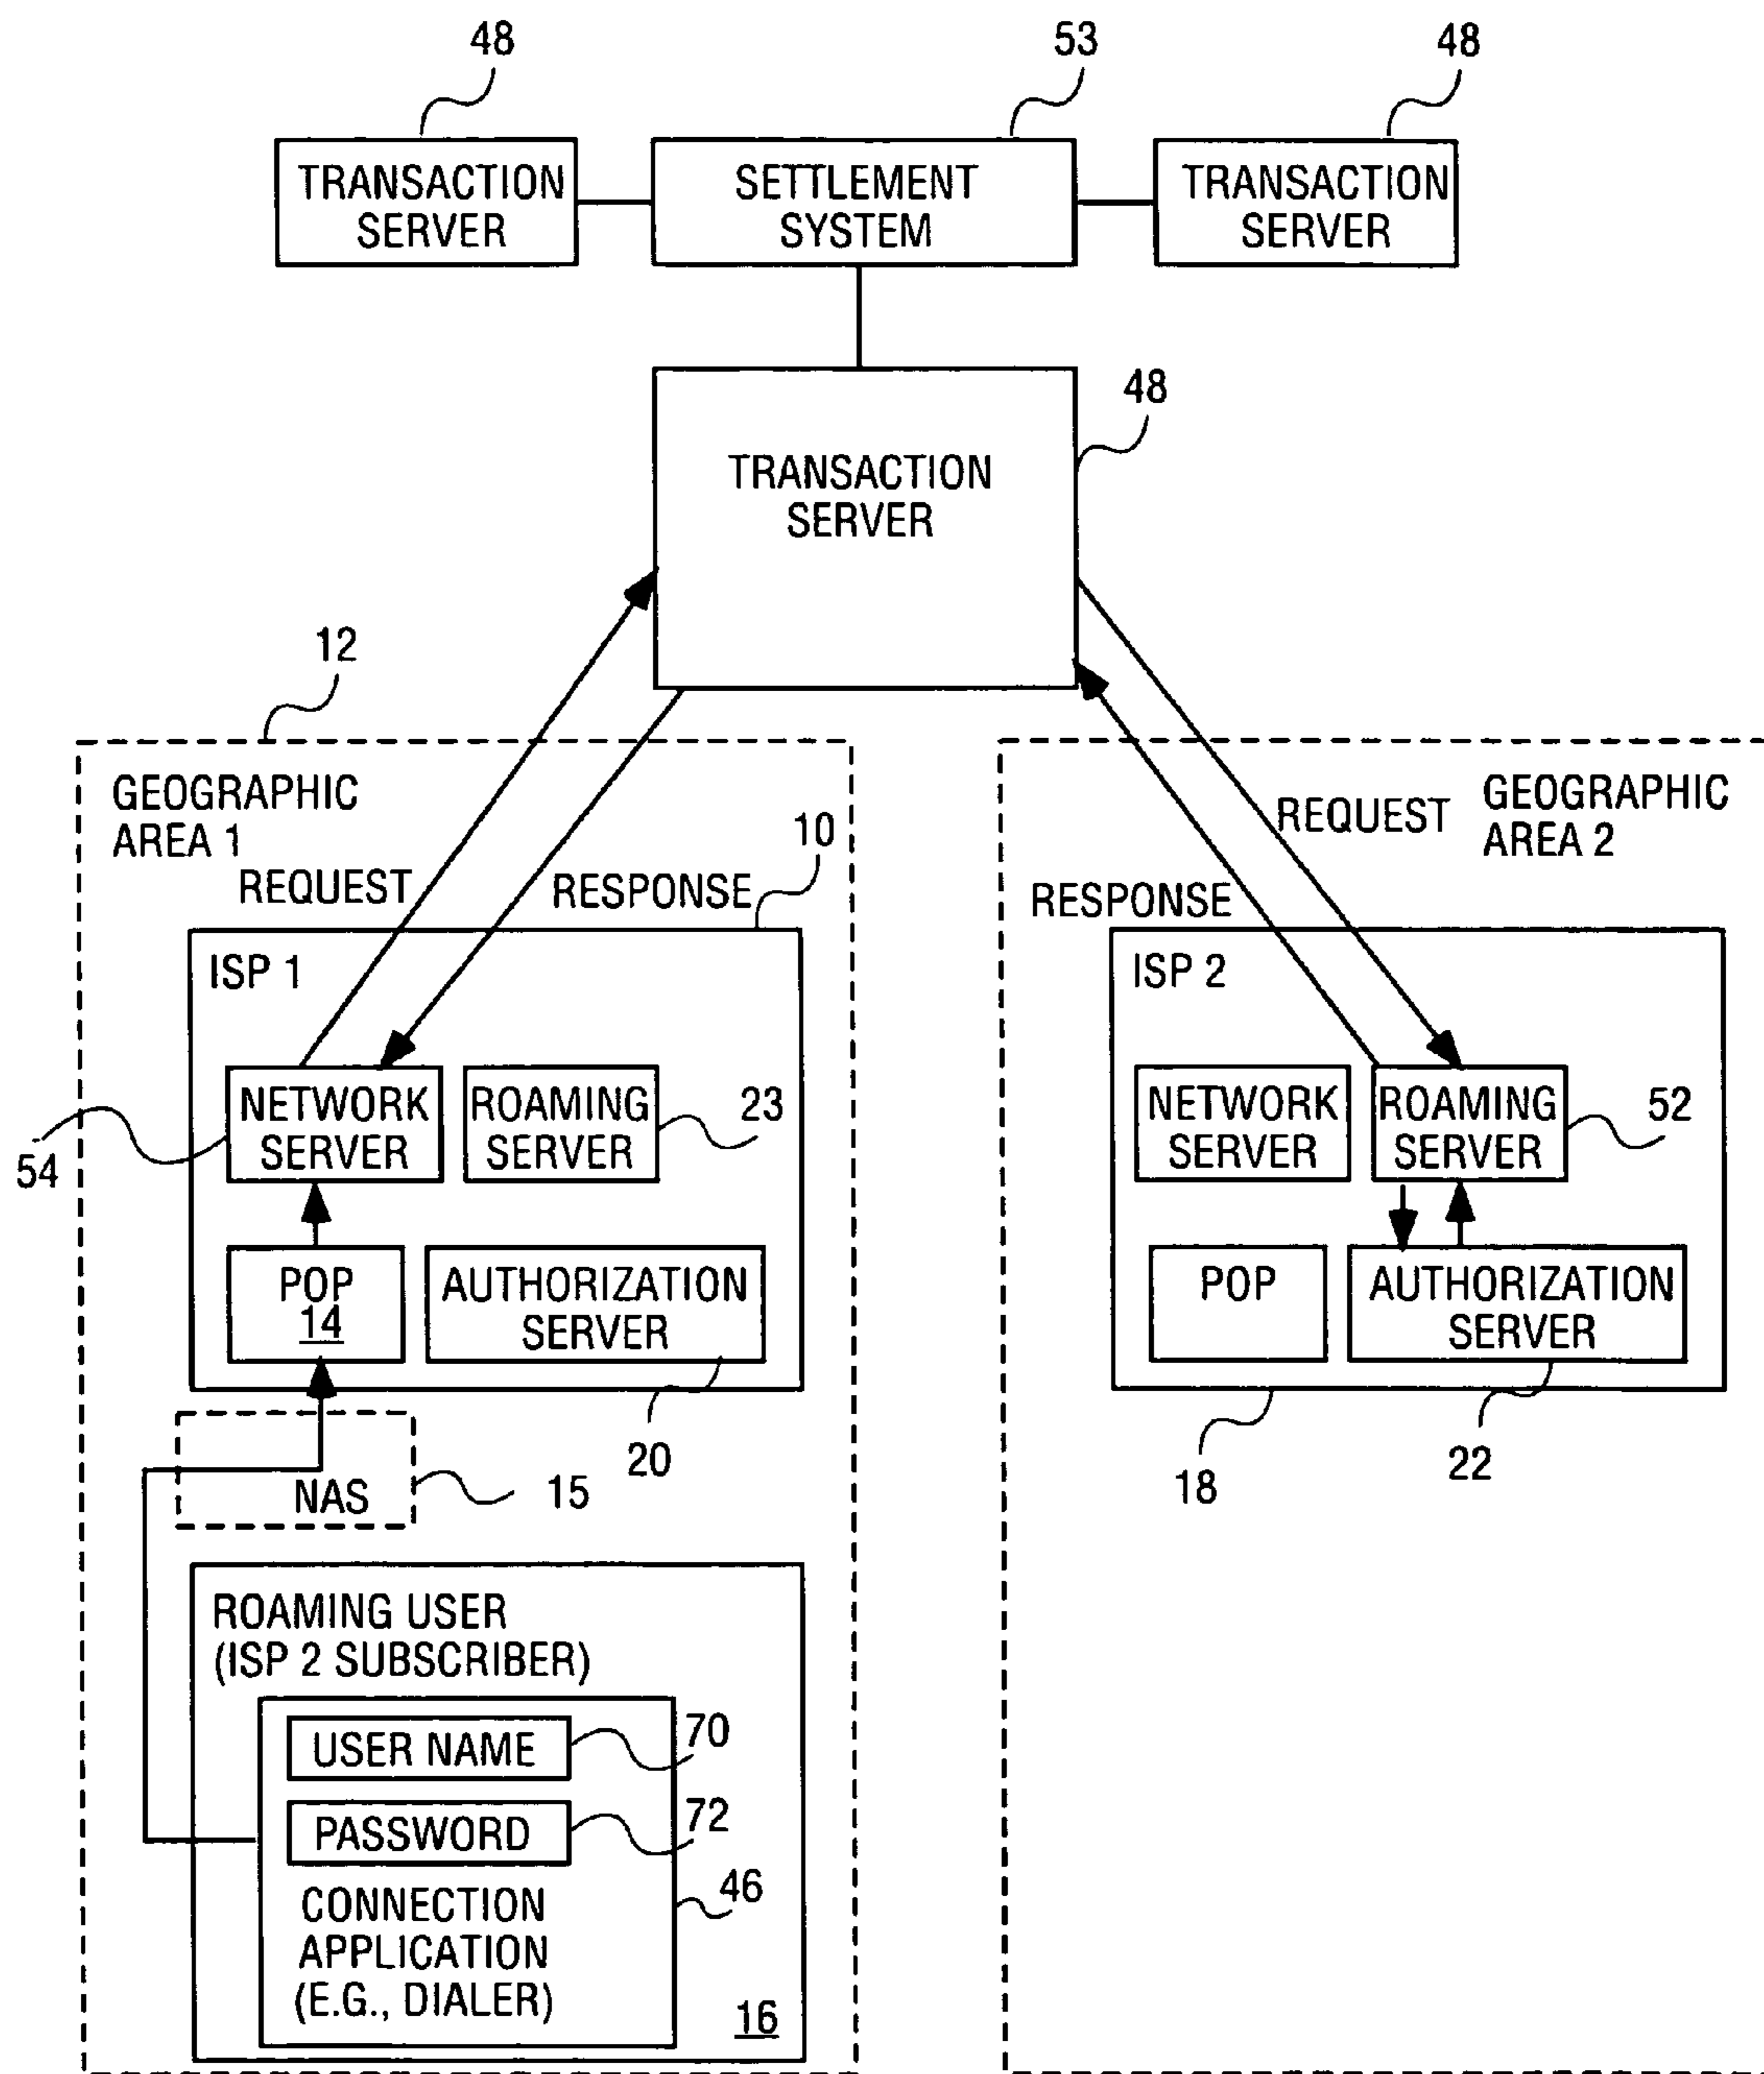 48
53
48
TRANSACTION
SERVER
SETTLEMENT
SYSTEM
TRANSACTION
SERVER
48
TRANSACTION
SERVER
12
GEOGRAPHIC
AREA 1
10
REQUEST
RESPONSE
REQUEST
GEOGRAPHIC
AREA 2
RESPONSE
ISP 1
NETWORK
SERVER
ROAMING
SERVER
23
54
POP
14
AUTHORIZATION
SERVER
20
NAS
15
ISP 2
NETWORK
SERVER
ROAMING
SERVER
52
POP
AUTHORIZATION
SERVER
18
22
ROAMING USER
(ISP 2 SUBSCRIBER)
USER NAME
70
PASSWORD
72
46
CONNECTION
APPLICATION
(E.G., DIALER)
16